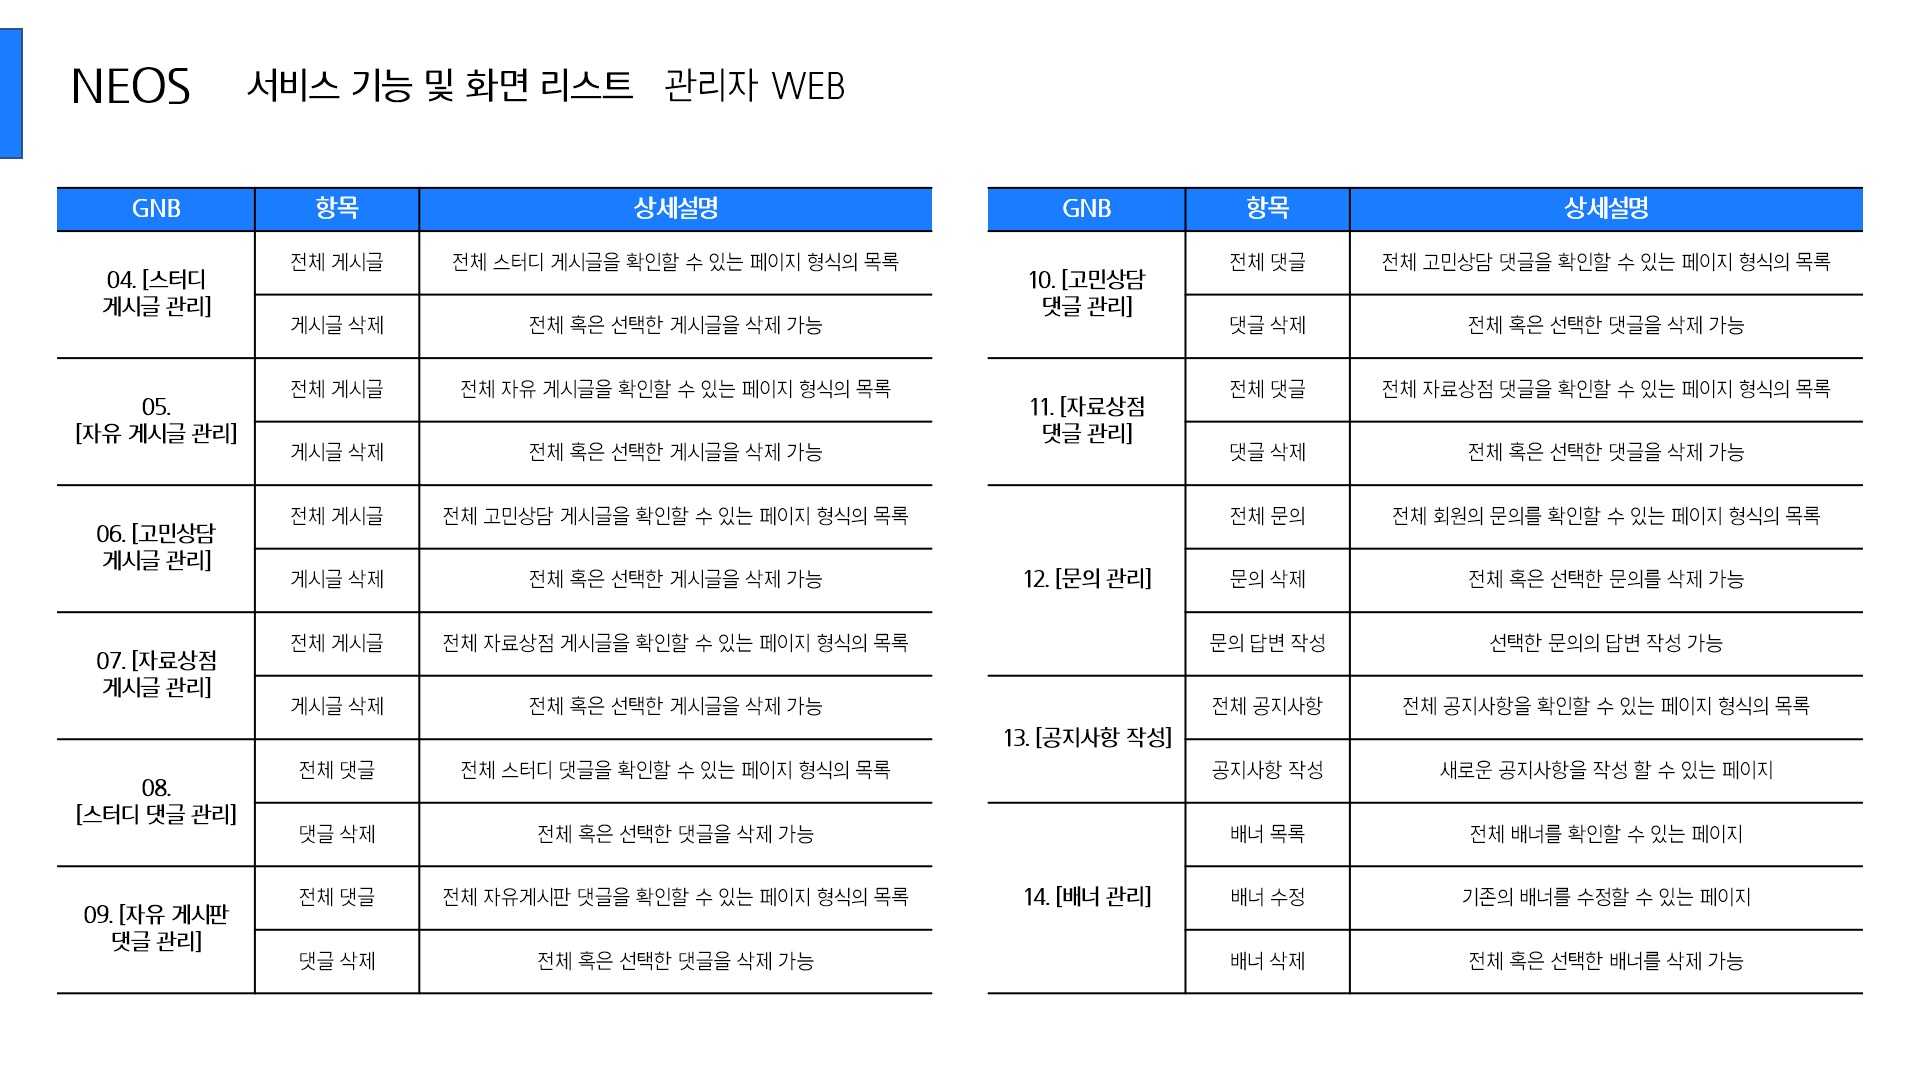 NEOS 서비스 기능 및 화면 리스트 관리자 WEB
GNB 항목 상세설명
04. [스터디
게시글 관리]
전체 게시글 전체 스터디 게시글을 확인할 수 있는 페이지 형식의 목록
게시글 삭제 전체 혹은 선택한 게시글을 삭제 가능
05.
[자유 게시글 관리]
전체 게시글 전체 자유 게시글을 확인할 수 있는 페이지 형식의 목록
게시글 삭제 전체 혹은 선택한 게시글을 삭제 가능
06. [고민상담
게시글 관리]
전체 게시글 전체 고민상담 게시글을 확인할 수 있는 페이지 형식의 목록
게시글 삭제 전체 혹은 선택한 게시글을 삭제 가능
07. [자료상점
게시글 관리]
전체 게시글 전체 자료상점 게시글을 확인할 수 있는 페이지 형식의 목록
게시글 삭제 전체 혹은 선택한 게시글을 삭제 가능
08.
[스터디 댓글 관리]
전체 댓글 전체 스터디 댓글을 확인할 수 있는 페이지 형식의 목록
댓글 삭제 전체 혹은 선택한 댓글을 삭제 가능
09. [자유 게시판
댓글 관리]
전체 댓글 전체 자유게시판 댓글을 확인할 수 있는 페이지 형식의 목록
댓글 삭제 전체 혹은 선택한 댓글을 삭제 가능
GNB 항목 상세설명
10. [고민상담
댓글 관리]
전체 댓글 전체 고민상담 댓글을 확인할 수 있는 페이지 형식의 목록
댓글 삭제 전체 혹은 선택한 댓글을 삭제 가능
11. [자료상점
댓글 관리]
전체 댓글 전체 자료상점 댓글을 확인할 수 있는 페이지 형식의 목록
댓글 삭제 전체 혹은 선택한 댓글을 삭제 가능
12. [문의 관리]
전체 문의 전체 회원의 문의를 확인할 수 있는 페이지 형식의 목록
문의 삭제 전체 혹은 선택한 문의를 삭제 가능
문의 답변 작성 선택한 문의의 답변 작성 가능
13. [공지사항 작성]
전체 공지사항 전체 공지사항을 확인할 수 있는 페이지 형식의 목록
공지사항 작성 새로운 공지사항을 작성 할 수 있는 페이지
14. [배너 관리]
배너 목록 전체 배너를 확인할 수 있는 페이지
배너 수정 기존의 배너를 수정할 수 있는 페이지
배너 삭제 전체 혹은 선택한 배너를 삭제 가능